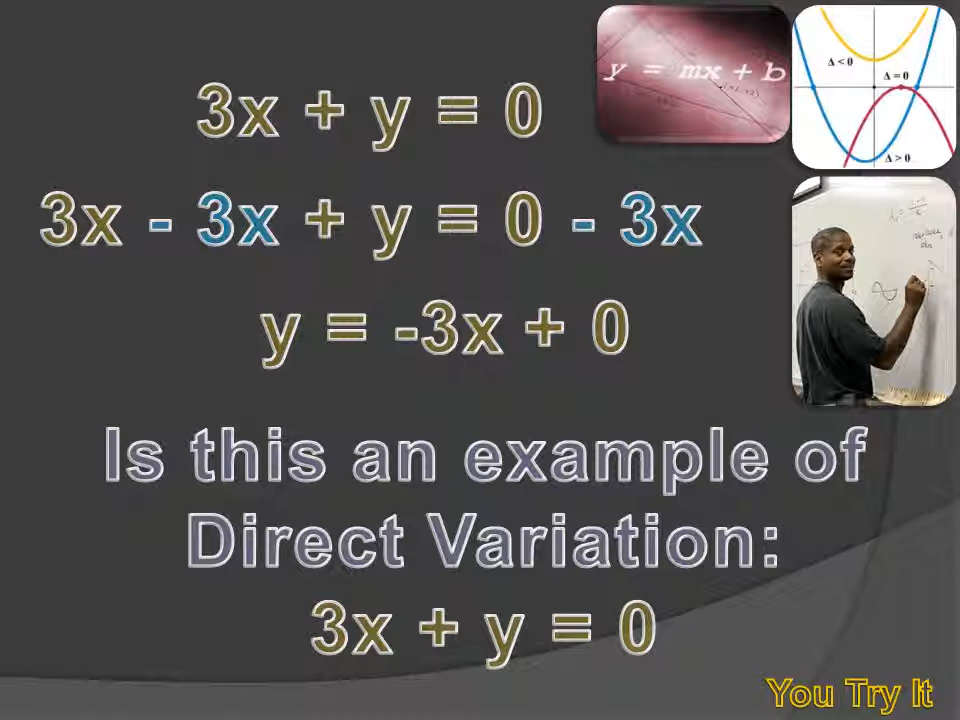 3x + y = 0
3x - 3x + y = 0 - 3x
y = -3x + 0
Is this an example of
Direct Variation:
3x + y = 0
You Try It
y = mx + b
Δ < 0
Δ = 0
Δ > 0